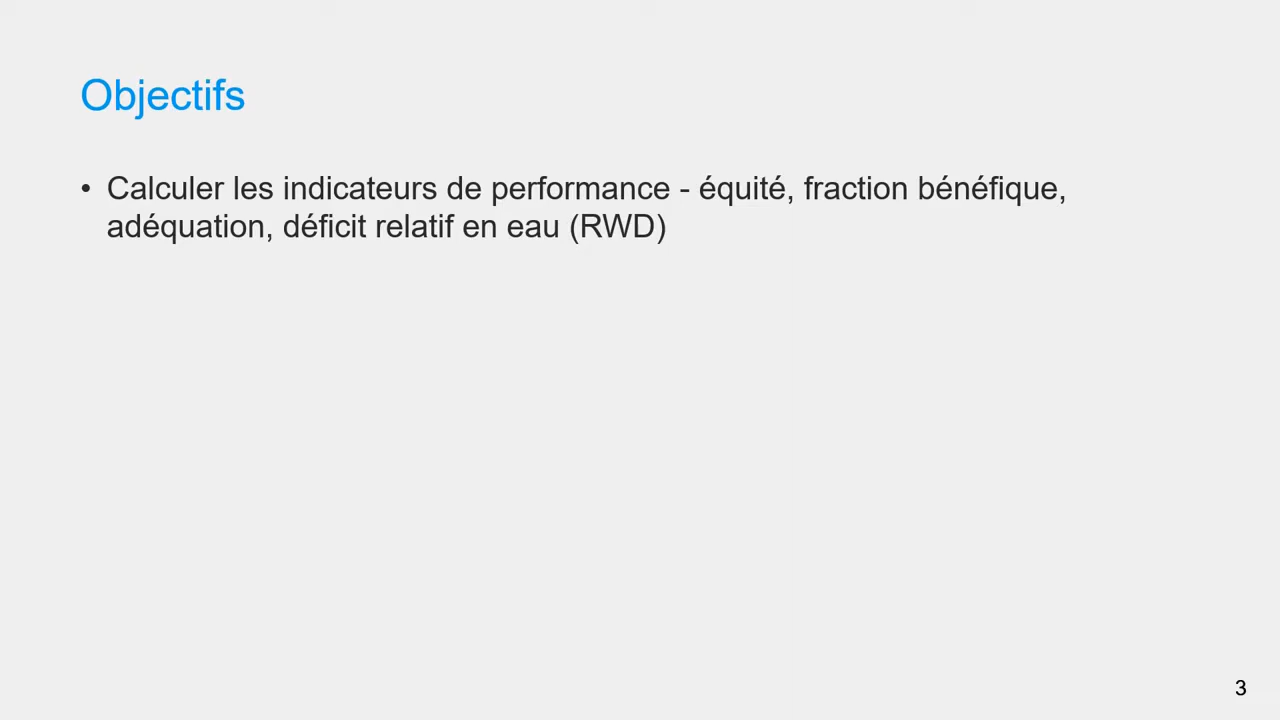 Objectifs
• Calculer les indicateurs de performance - équité, fraction bénéfique,
adéquation, déficit relatif en eau (RWD)
3